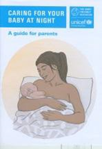 CARING FOR YOUR
BABY AT NIGHT
unicef
A guide for parents